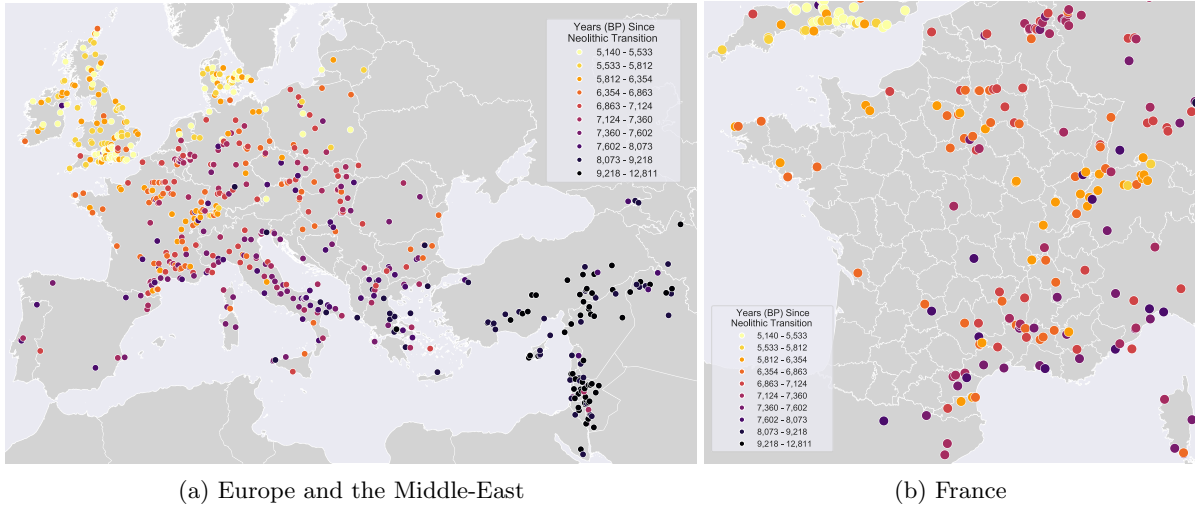 Years (BP) Since
Neolithic Transition
5,140 - 5,533
5,533 - 5,812
5,812 - 6,354
6,354 - 6,863
6,863 - 7,124
7,124 - 7,360
7,360 - 7,602
7,602 - 8,073
8,073 - 9,218
9,218 - 12,811
Years (BP) Since
Neolithic Transition
5,140 - 5,533
5,533 - 5,812
5,812 - 6,354
6,354 - 6,863
6,863 - 7,124
7,124 - 7,360
7,360 - 7,602
7,602 - 8,073
8,073 - 9,218
9,218 - 12,811
(a) Europe and the Middle-East
(b) France